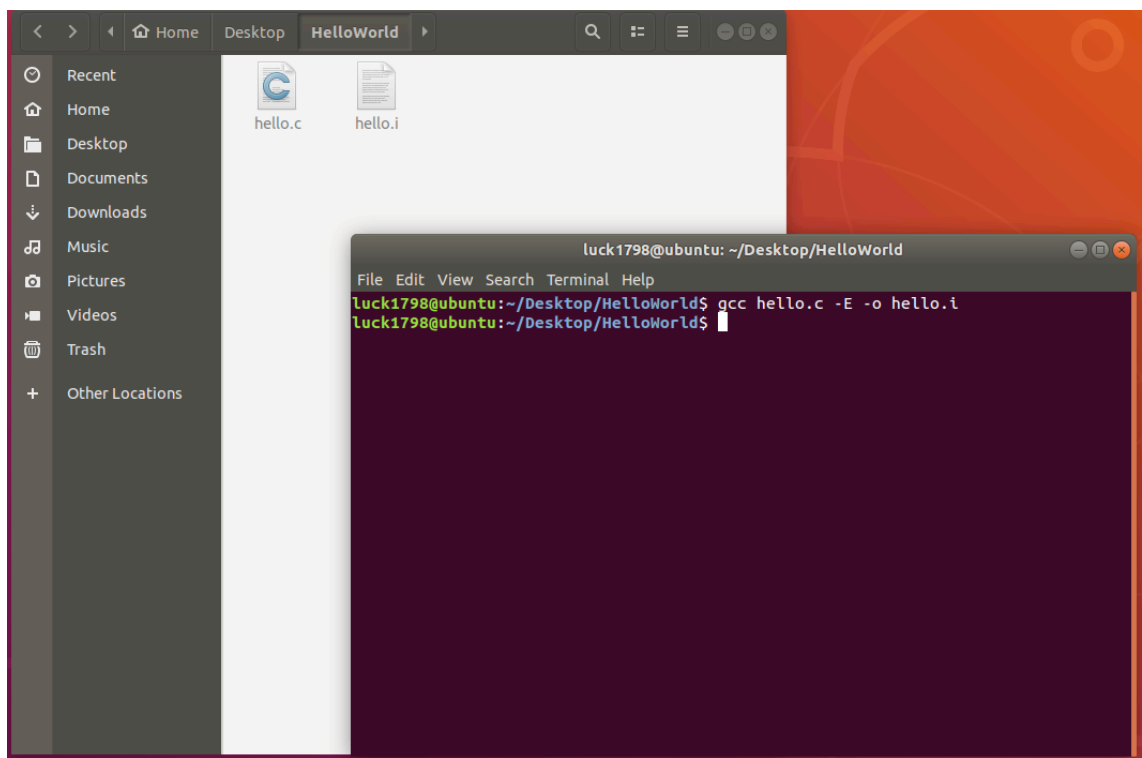 Home Desktop HelloWorld
Recent
Home
Desktop
Documents
Downloads
Music
Pictures
Videos
Trash
Other Locations
hello.c hello.i
luck1798@ubuntu: ~/Desktop/HelloWorld
File Edit View Search Terminal Help
luck1798@ubuntu:~/Desktop/HelloWorld$ gcc hello.c -E -o hello.i
luck1798@ubuntu:~/Desktop/HelloWorld$